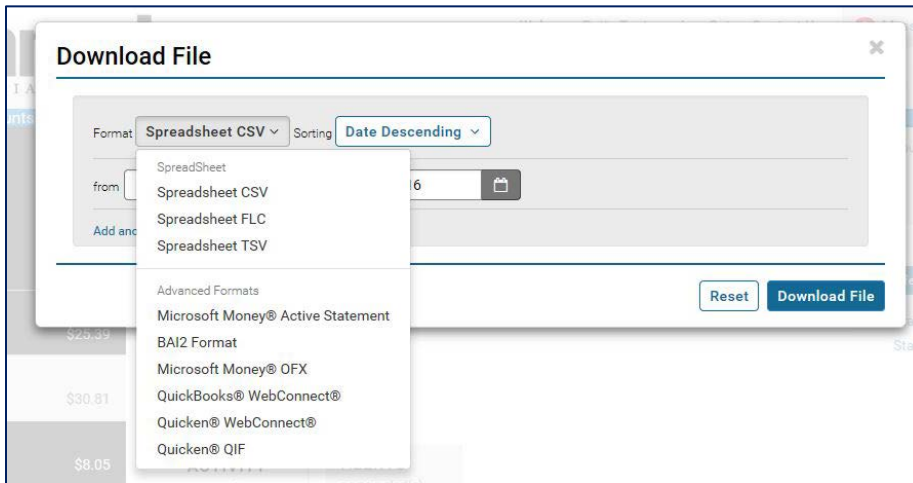 Download File
Format Spreadsheet CSV Sorting Date Descending
SpreadSheet
from 16
Spreadsheet CSV
Spreadsheet FLC
Add
Spreadsheet TSV
Advanced Formats
Reset Download File
Microsoft Money® Active Statement
$25.39
BAI2 Format
Microsoft Money® OFX
QuickBooks® WebConnect®
$30.81
Quicken® WebConnect®
Quicken® QIF
$8.05